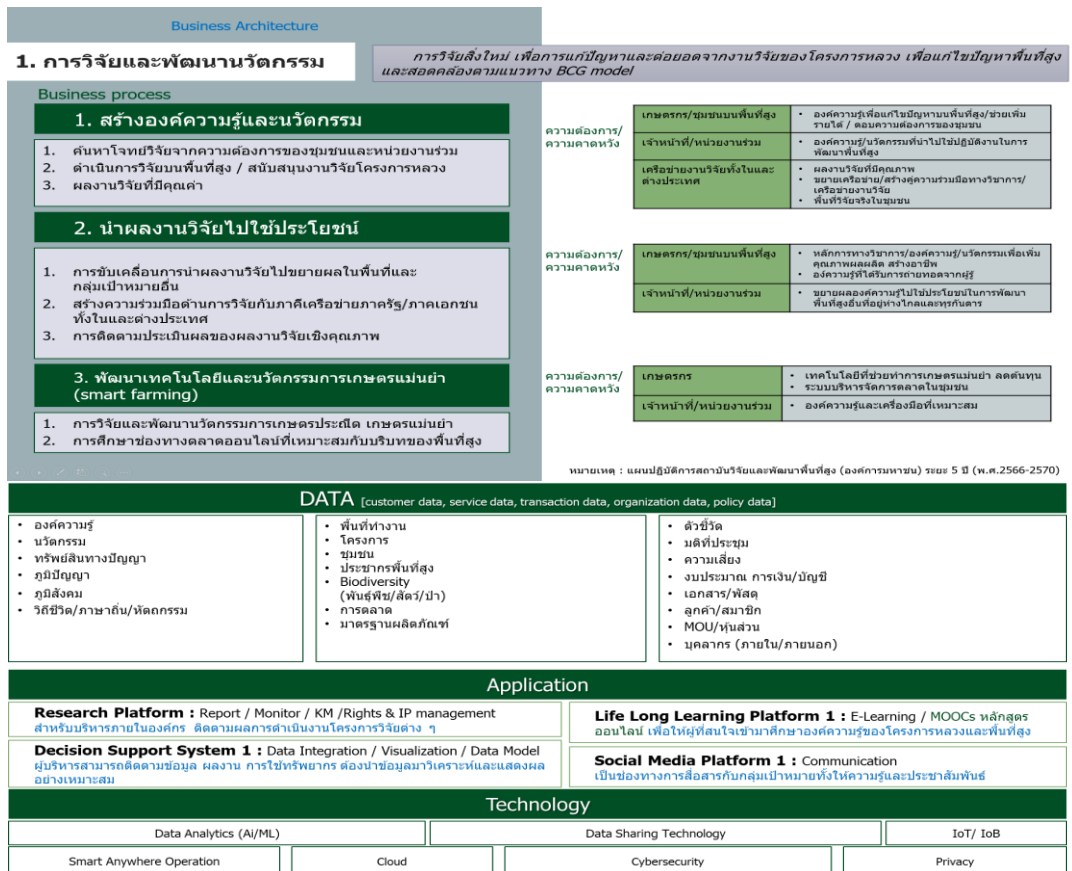 Business Architecture
1. การวิจัยและพัฒนานวัตกรรม
การวิจัยสิ่งใหม่ เพื่อการแก้ปัญหาและต่อยอดจากงานวิจัยของโครงการหลวง เพื่อแก้ไขปัญหาพื้นที่สูง
และสอดคล้องตามแนวทาง BCG model
Business process
1. สร้างองค์ความรู้และนวัตกรรม
1. ค้นหาโจทย์วิจัยจากความต้องการของชุมชนและหน่วยงานร่วม
2. ดำเนินการวิจัยบนพื้นที่สูง / สนับสนุนงานวิจัยโครงการหลวง
3. ผลงานวิจัยที่มีคุณค่า
ความต้องการ/
ความคาดหวัง
เกษตรกร/ชุมชนบนพื้นที่สูง
• องค์ความรู้เพื่อแก้ไขปัญหาบนพื้นที่สูง/ช่วยเพิ่ม
รายได้ / ตอบความต้องการของชุมชน
เจ้าหน้าที่/หน่วยงานร่วม
• องค์ความรู้/นวัตกรรมที่นำไปใช้ปฏิบัติงานในการ
พัฒนาพื้นที่สูง
เครือข่ายงานวิจัยทั้งในและ
ต่างประเทศ
• ผลงานวิจัยที่มีคุณภาพ
• ขยายเครือข่าย/สร้างคู่ความร่วมมือทางวิชาการ/
เครือข่ายงานวิจัย
• พื้นที่วิจัยจริงในชุมชน
2. นำผลงานวิจัยไปใช้ประโยชน์
1. การขับเคลื่อนการนำผลงานวิจัยไปขยายผลในพื้นที่และ
กลุ่มเป้าหมายอื่น
2. สร้างความร่วมมือด้านการวิจัยกับภาคีเครือข่ายภาครัฐ/ภาคเอกชน
ทั้งในและต่างประเทศ
3. การติดตามประเมินผลของผลงานวิจัยเชิงคุณภาพ
ความต้องการ/
ความคาดหวัง
เกษตรกร/ชุมชนบนพื้นที่สูง
• หลักการทางวิชาการ/องค์ความรู้/นวัตกรรมเพื่อเพิ่ม
คุณภาพผลผลิต สร้างอาชีพ
• องค์ความรู้ที่ได้รับการถ่ายทอดจากผู้รู้
เจ้าหน้าที่/หน่วยงานร่วม
• ขยายผลองค์ความรู้ไปใช้ประโยชน์ในการพัฒนา
พื้นที่สูงอื่นที่อยู่ห่างไกลและทุรกันดาร
3. พัฒนาเทคโนโลยีและนวัตกรรมการเกษตรแม่นยำ
(smart farming)
1. การวิจัยและพัฒนานวัตกรรมการเกษตรประณีต เกษตรแม่นยำ
2. การศึกษาช่องทางตลาดออนไลน์ที่เหมาะสมกับบริบทของพื้นที่สูง
ความต้องการ/
ความคาดหวัง
เกษตรกร
• เทคโนโลยีที่ช่วยทำการเกษตรแม่นยำ ลดต้นทุน
• ระบบบริหารจัดการตลาดในชุมชน
เจ้าหน้าที่/หน่วยงานร่วม
• องค์ความรู้และเครื่องมือที่เหมาะสม
หมายเหตุ : แผนปฏิบัติการสถาบันวิจัยและพัฒนาพื้นที่สูง (องค์การมหาชน) ระยะ 5 ปี (พ.ศ.2566-2570)
DATA [customer data, service data, transaction data, organization data, policy data]
• องค์ความรู้
• นวัตกรรม
• ทรัพย์สินทางปัญญา
• ภูมิปัญญา
• ภูมิสังคม
• วิถีชีวิต/ภาษาถิ่น/หัตถกรรม
• พื้นที่ทำงาน
• โครงการ
• ชุมชน
• ประชากรพื้นที่สูง
• Biodiversity
(พันธุ์พืช/สัตว์/ป่า)
• การตลาด
• มาตรฐานผลิตภัณฑ์
• ตัวชี้วัด
• มติที่ประชุม
• ความเสี่ยง
• งบประมาณ การเงิน/บัญชี
• เอกสาร/พัสดุ
• ลูกค้า/สมาชิก
• MOU/หุ้นส่วน
• บุคลากร (ภายใน/ภายนอก)
Application
Research Platform : Report / Monitor / KM /Rights & IP management
สำหรับบริหารภายในองค์กร ติดตามผลการดำเนินงานโครงการวิจัยต่าง ๆ
Decision Support System 1 : Data Integration / Visualization / Data Model
ผู้บริหารสามารถติดตามข้อมูล ผลงาน การใช้ทรัพยากร ต้องนำข้อมูลมาวิเคราะห์และแสดงผล
อย่างเหมาะสม
Life Long Learning Platform 1 : E-Learning / MOOCs หลักสูตร
ออนไลน์ เพื่อให้ผู้ที่สนใจเข้ามาศึกษาองค์ความรู้ของโครงการหลวงและพื้นที่สูง
Social Media Platform 1 : Communication
เป็นช่องทางการสื่อสารกับกลุ่มเป้าหมายทั้งให้ความรู้และประชาสัมพันธ์
Technology
Data Analytics (Ai/ML)
Data Sharing Technology
IoT/ IoB
Smart Anywhere Operation
Cloud
Cybersecurity
Privacy